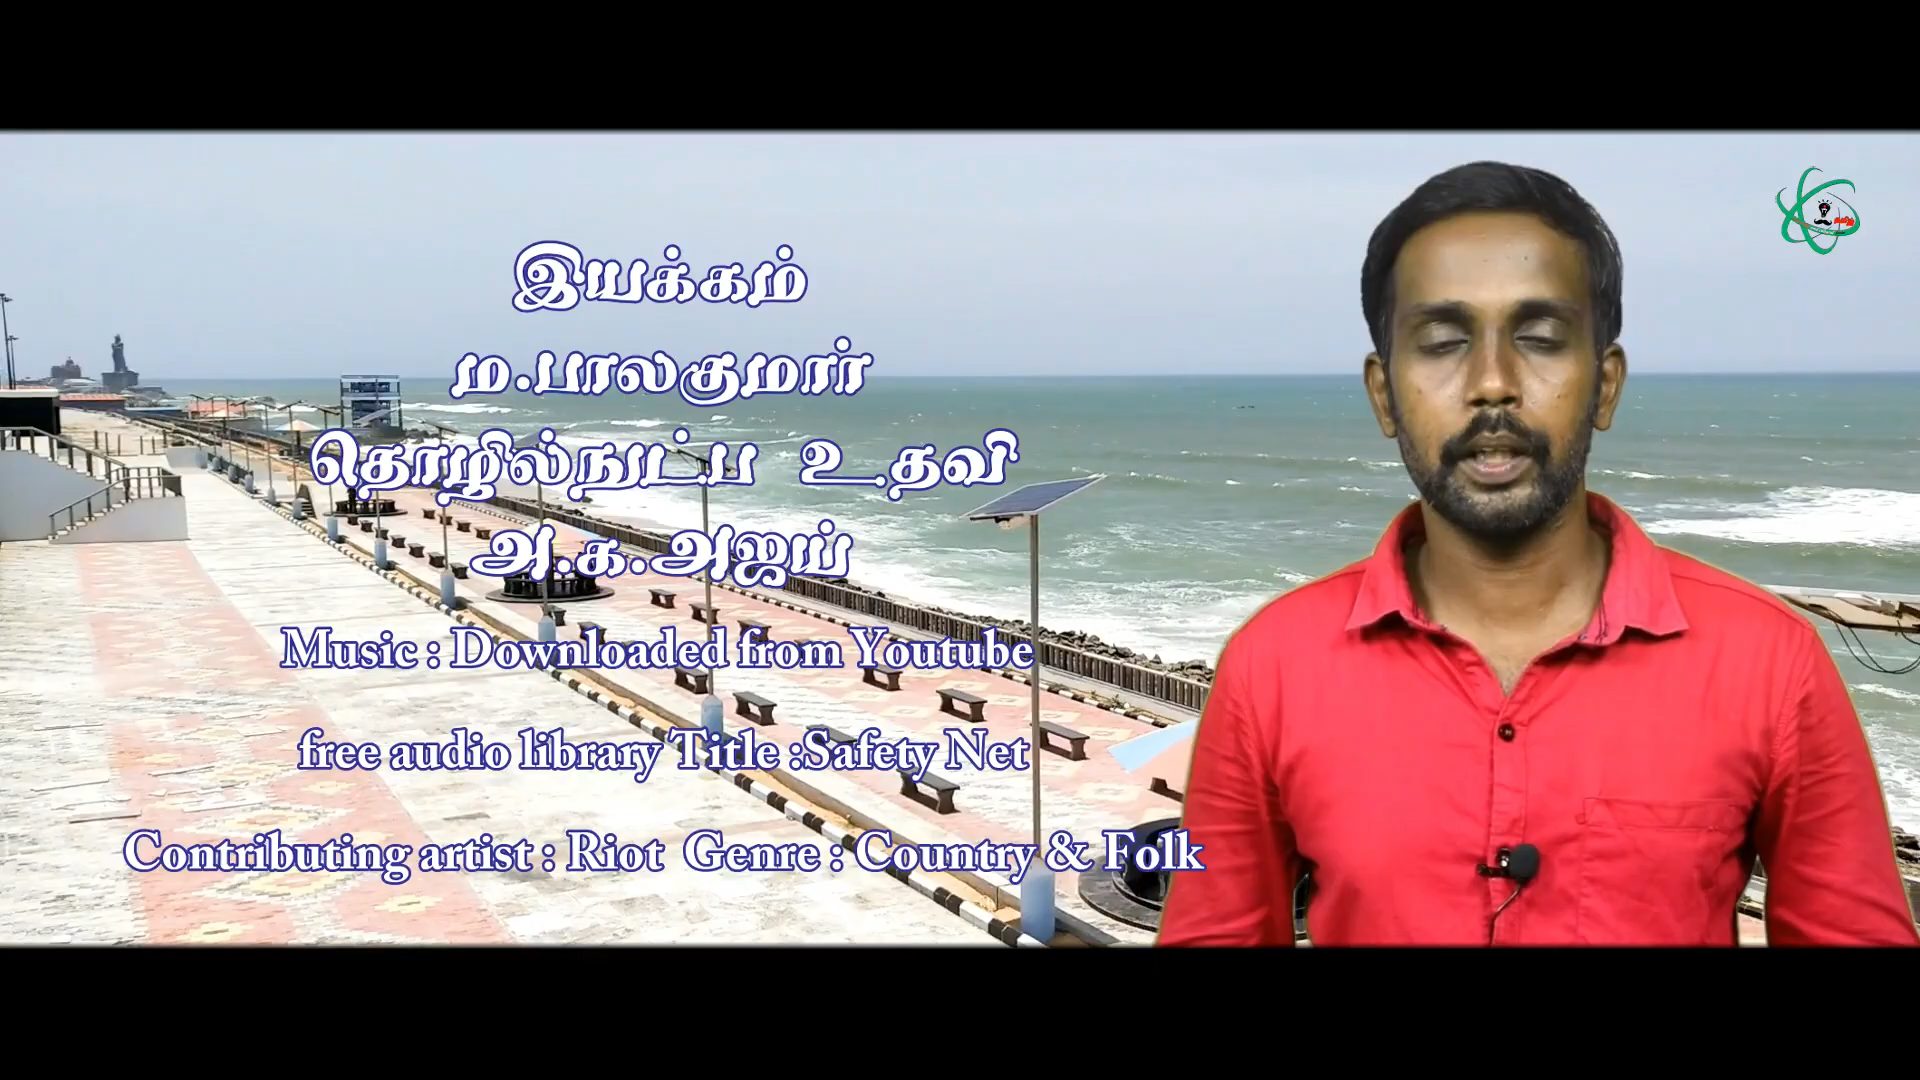 இயக்கம்
ம.பாலகுமார்
தொழில்நுட்ப உதவி
அ.க.அஜய்
Music : Downloaded from Youtube
free audio library Title :Safety Net
Contributing artist : Riot Genre : Country & Folk